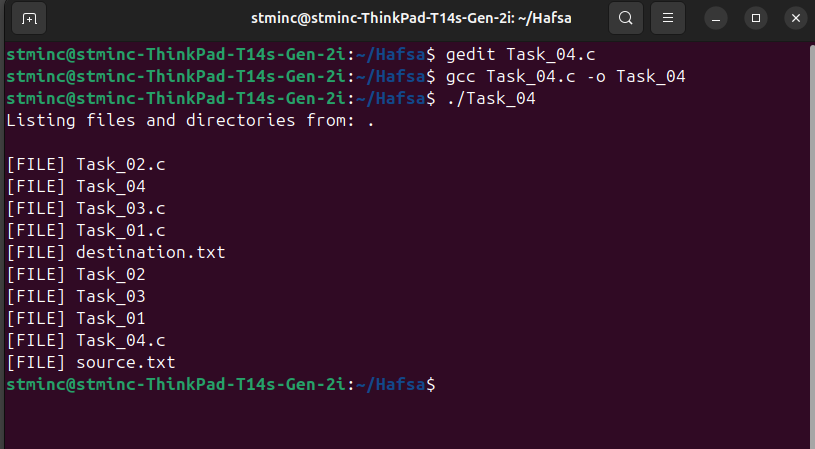 stminc@stminc-ThinkPad-T14s-Gen-2i: ~/Hafsa
stminc@stminc-ThinkPad-T14s-Gen-2i:~/Hafsa$ gedit Task_04.c
stminc@stminc-ThinkPad-T14s-Gen-2i:~/Hafsa$ gcc Task_04.c -o Task_04
stminc@stminc-ThinkPad-T14s-Gen-2i:~/Hafsa$ ./Task_04
Listing files and directories from: .
[FILE] Task_02.c
[FILE] Task_04
[FILE] Task_03.c
[FILE] Task_01.c
[FILE] destination.txt
[FILE] Task_02
[FILE] Task_03
[FILE] Task_01
[FILE] Task_04.c
[FILE] source.txt
stminc@stminc-ThinkPad-T14s-Gen-2i:~/Hafsa$